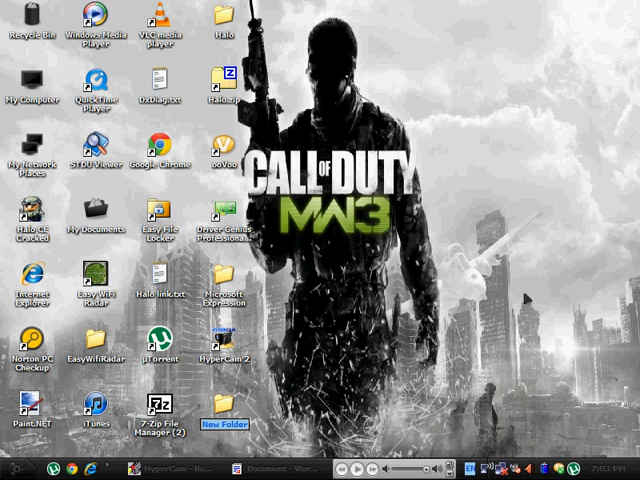 Recycle Bin
Windows Media
Player
VLC media
player
Halo
My Computer
QuickTime
Player
DxDiag.txt
Halo.zip
My Network
Places
STDU Viewer
Google Chrome
ooVoo
Halo CE
Cracked
My Documents
Easy File
Locker
Driver Genius
Professiona...
Internet
Explorer
Easy WiFi
Radar
Halo link.txt
Microsoft
Expression
Norton PC
Checkup
EasyWifiRadar
µTorrent
HyperCam 2
Paint.NET
iTunes
7-Zip File
Manager (2)
New Folder
CALL OF DUTY
MW3
HyperCam - Re...
Document - Wor...
EN
7:03 PM